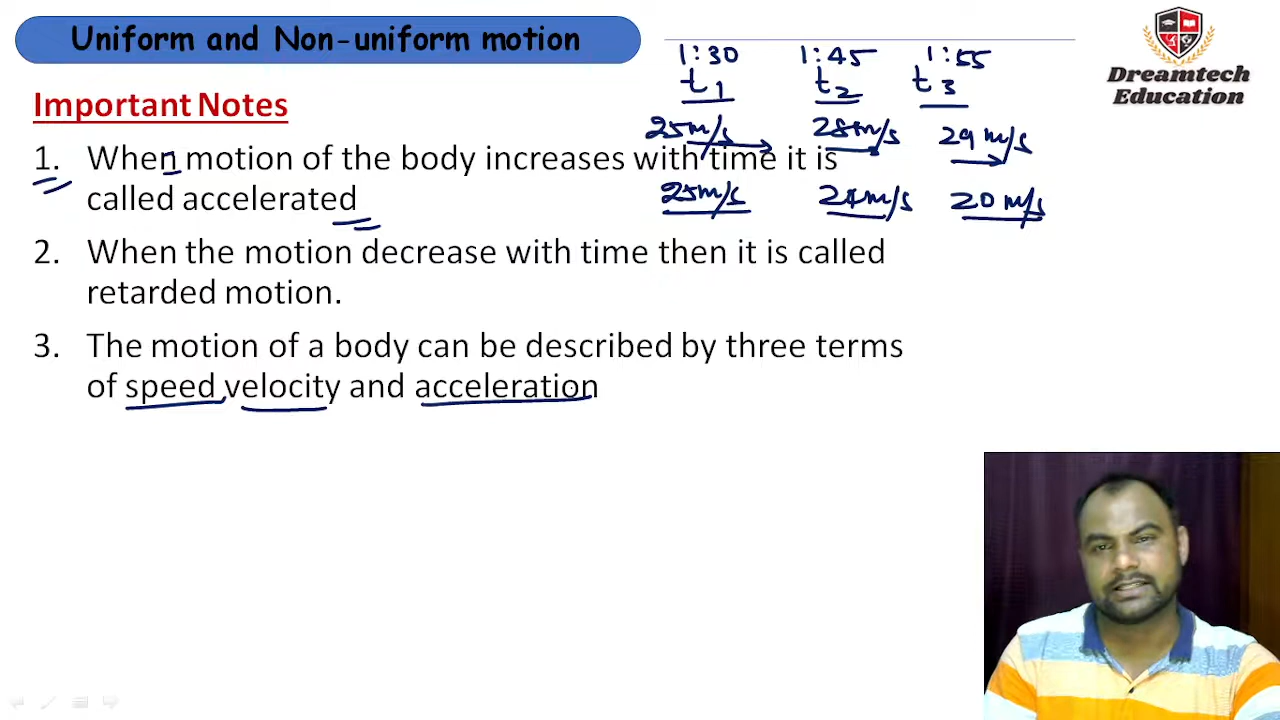 Uniform and Non-uniform motion
Dreamtech
Education
1:30 1:45 1:55
t1 t2 t3
25m/s 28m/s 29m/s
25m/s 24m/s 20m/s
Important Notes
1. When motion of the body increases with time it is
called accelerated
2. When the motion decrease with time then it is called
retarded motion.
3. The motion of a body can be described by three terms
of speed velocity and acceleration